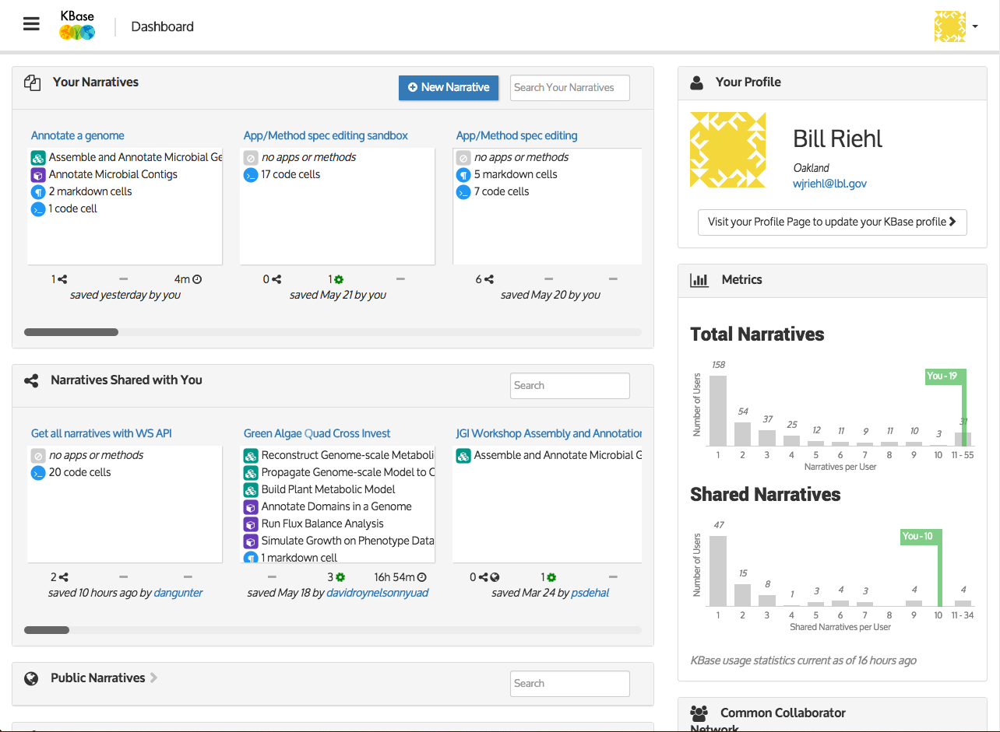 KBase
Dashboard
Your Narratives
New Narrative
Search Your Narratives
Annotate a genome
Assemble and Annotate Microbial Ge
Annotate Microbial Contigs
2 markdown cells
1 code cell
1
4m
saved yesterday by you
App/Method spec editing sandbox
no apps or methods
17 code cells
0
1
saved May 21 by you
App/Method spec editing
no apps or methods
5 markdown cells
7 code cells
6
saved May 20 by you
Narratives Shared with You
Search
Get all narratives with WS API
no apps or methods
20 code cells
2
saved 10 hours ago by dangunter
Green Algae Quad Cross Invest
Reconstruct Genome-scale Metaboli
Propagate Genome-scale Model to C
Build Plant Metabolic Model
Annotate Domains in a Genome
Run Flux Balance Analysis
Simulate Growth on Phenotype Data
1 markdown cell
3
16h 54m
saved May 18 by davidroynelsonnyuad
JGI Workshop Assembly and Annotation
Assemble and Annotate Microbial G
0
1
saved Mar 24 by psdehal
Public Narratives
Search
Your Profile
Bill Riehl
Oakland
wjriehl@lbl.gov
Visit your Profile Page to update your KBase profile
Metrics
Total Narratives
Number of Users
158
54
37
25
12
11
9
11
10
3
31
You - 19
1 2 3 4 5 6 7 8 9 10 11 - 55
Narratives per User
Shared Narratives
Number of Users
47
15
8
1
3
4
3
4
4
You - 10
1 2 3 4 5 6 7 8 9 10 11 - 34
Shared Narratives per User
KBase usage statistics current as of 16 hours ago
Common Collaborator
Network